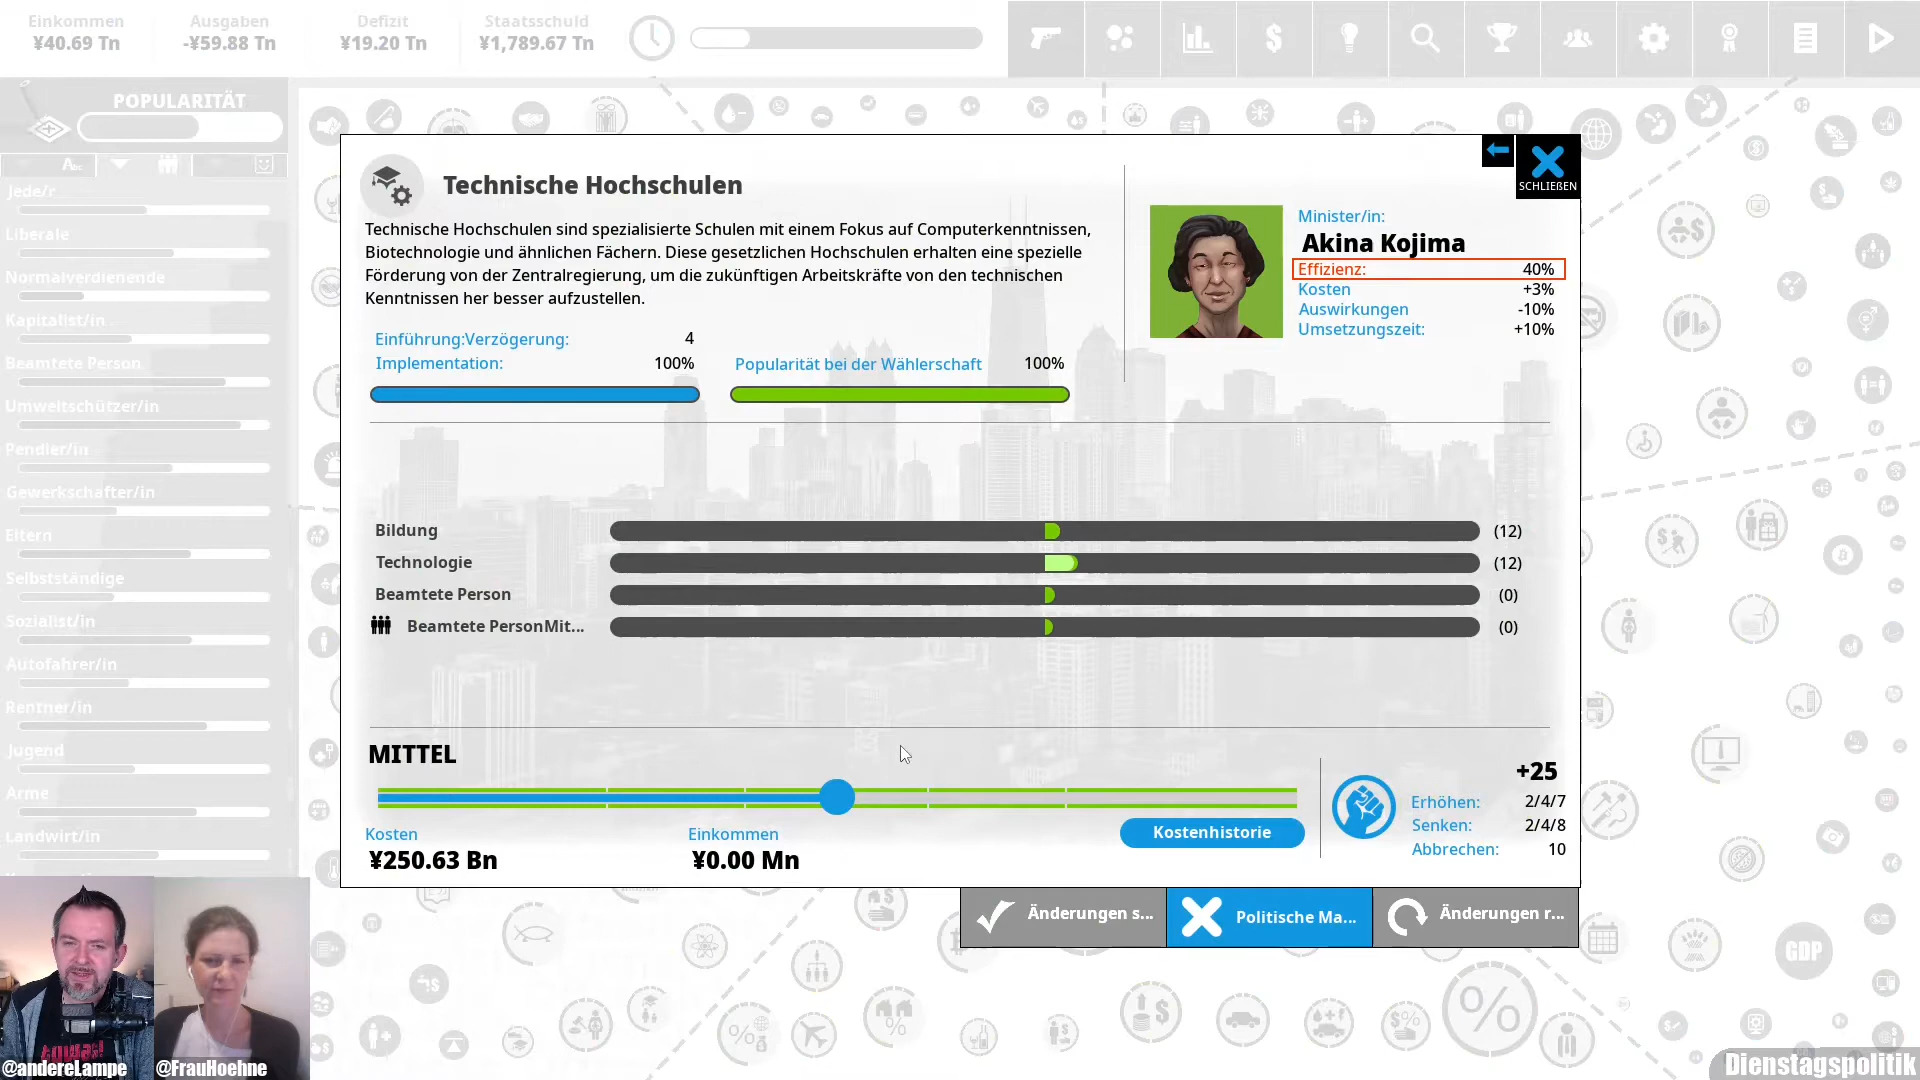 Einkommen
¥40.69 Tn
Ausgaben
-¥59.88 Tn
Defizit
¥19.20 Tn
Staatsschuld
¥1,789.67 Tn
POPULARITÄT
Jede/r
Liberale
Normalverdienende
Kapitalist/in
Beamtete Person
Umweltschützer/in
Pendler/in
Gewerkschafter/in
Eltern
Selbstständige
Sozialist/in
Autofahrer/in
Rentner/in
Jugend
Arme
Landwirt/in
Technische Hochschulen
Technische Hochschulen sind spezialisierte Schulen mit einem Fokus auf Computerkenntnissen,
Biotechnologie und ähnlichen Fächern. Diese gesetzlichen Hochschulen erhalten eine spezielle
Förderung von der Zentralregierung, um die zukünftigen Arbeitskräfte von den technischen
Kenntnissen her besser aufzustellen.
Einführung:Verzögerung: 4
Implementation: 100%
Popularität bei der Wählerschaft 100%
SCHLIEßEN
Minister/in:
Akina Kojima
Effizienz: 40%
Kosten +3%
Auswirkungen -10%
Umsetzungszeit: +10%
Bildung (12)
Technologie (12)
Beamtete Person (0)
Beamtete PersonMit... (0)
MITTEL
Kosten
¥250.63 Bn
Einkommen
¥0.00 Mn
Kostenhistorie
+25
Erhöhen: 2/4/7
Senken: 2/4/8
Abbrechen: 10
Änderungen s...
Politische Ma...
Änderungen r...
GDP
@andereLampe
@FrauHoehne
Dienstagspolitik